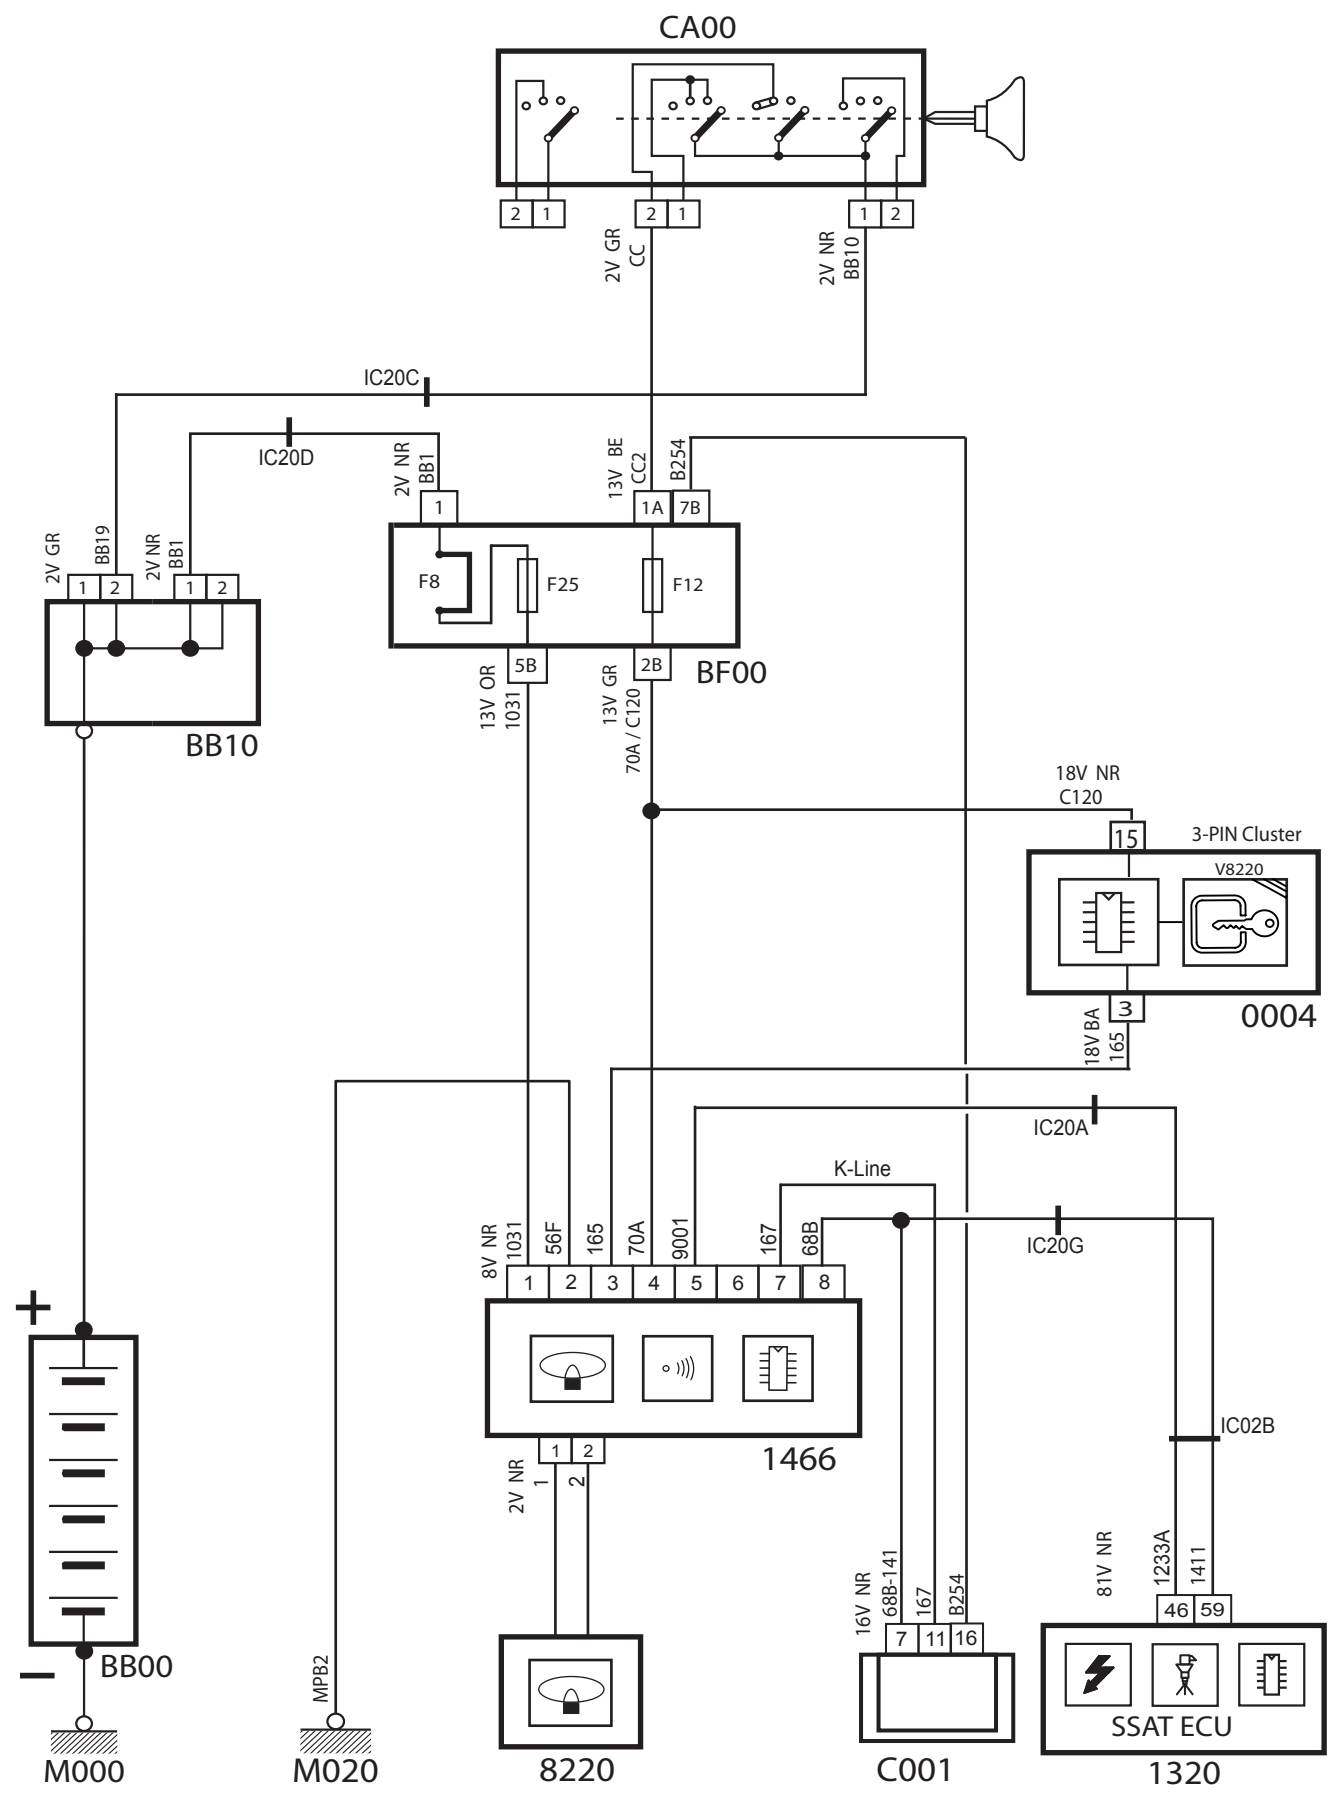 CA00
2 1
2 1
1 2
2V GR
CC
2V NR
BB10
IC20C
IC20D
2V NR
BB1
13V BE
CC2
B254
1
1A
7B
2V GR
BB19
2V NR
BB1
1 2
1 2
F8
F25
F12
BB10
5B
2B
BF00
13V OR
1031
13V GR
70A / C120
18V NR
C120
15
3-PIN Cluster
V8220
3
0004
18V BA
165
IC20A
K-Line
IC20G
8V NR
1031
56F
165
70A
9001
167
68B
1 2 3 4 5 6 7 8
+
1466
1 2
2V NR
1
2
IC02B
81V NR
1233A
1411
46 59
16V NR
68B-141
167
B254
7 11 16
−
BB00
MPB2
SSAT ECU
M000
M020
8220
C001
1320